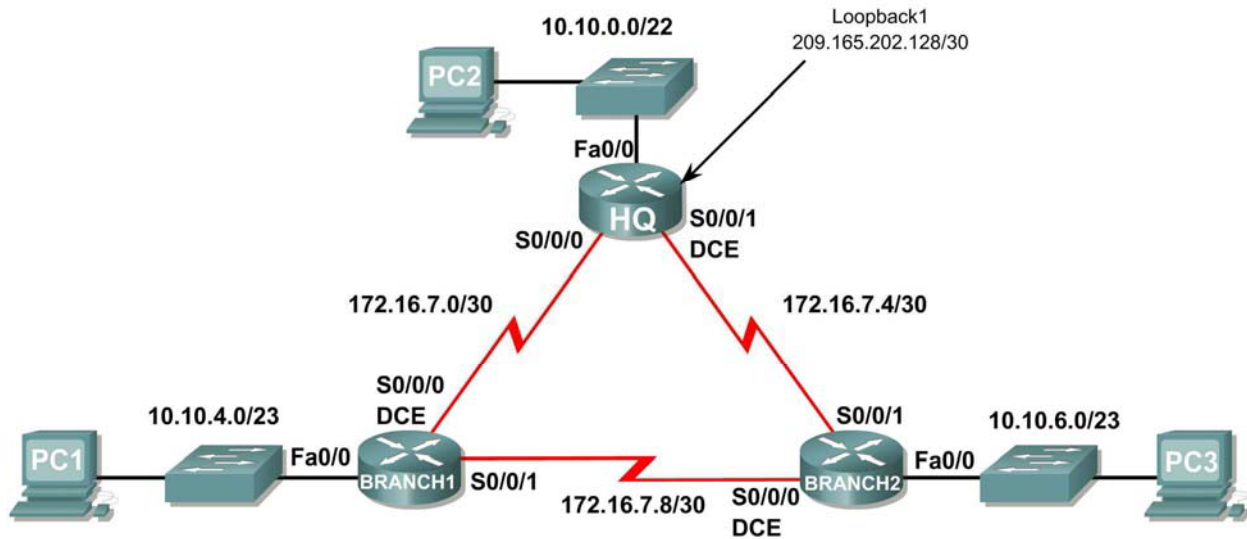 Loopback1
209.165.202.128/30
10.10.0.0/22
PC2
Fa0/0
HQ
S0/0/0
S0/0/1
DCE
172.16.7.0/30
172.16.7.4/30
S0/0/0
DCE
10.10.4.0/23
PC1
Fa0/0
BRANCH1
S0/0/1
172.16.7.8/30
S0/0/0
DCE
S0/0/1
BRANCH2
Fa0/0
10.10.6.0/23
PC3